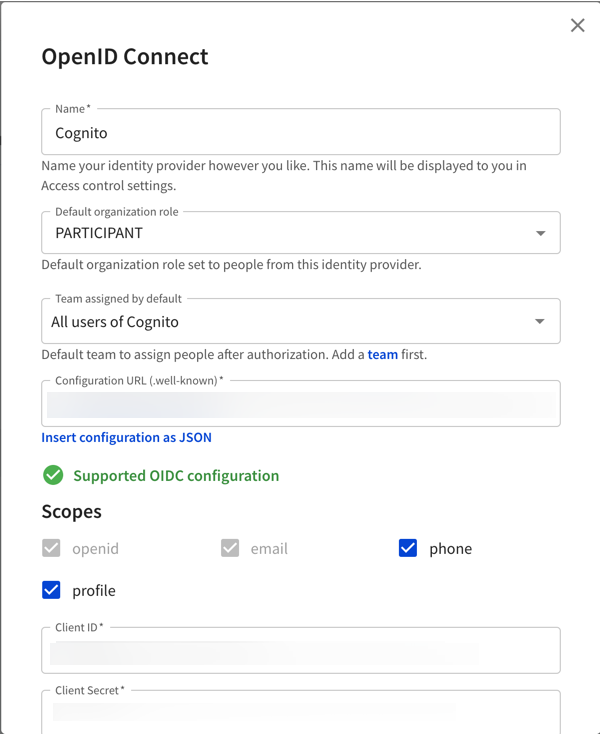 OpenID Connect
Name*
Cognito
Name your identity provider however you like. This name will be displayed to you in
Access control settings.
Default organization role
PARTICIPANT
Default organization role set to people from this identity provider.
Team assigned by default
All users of Cognito
Default team to assign people after authorization. Add a team first.
Configuration URL (.well-known)*
Insert configuration as JSON
Supported OIDC configuration
Scopes
openid
email
phone
profile
Client ID*
Client Secret*